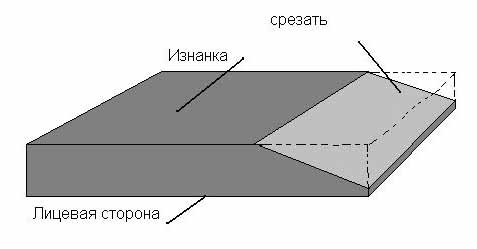 срезать
Изнанка
Лицевая сторона